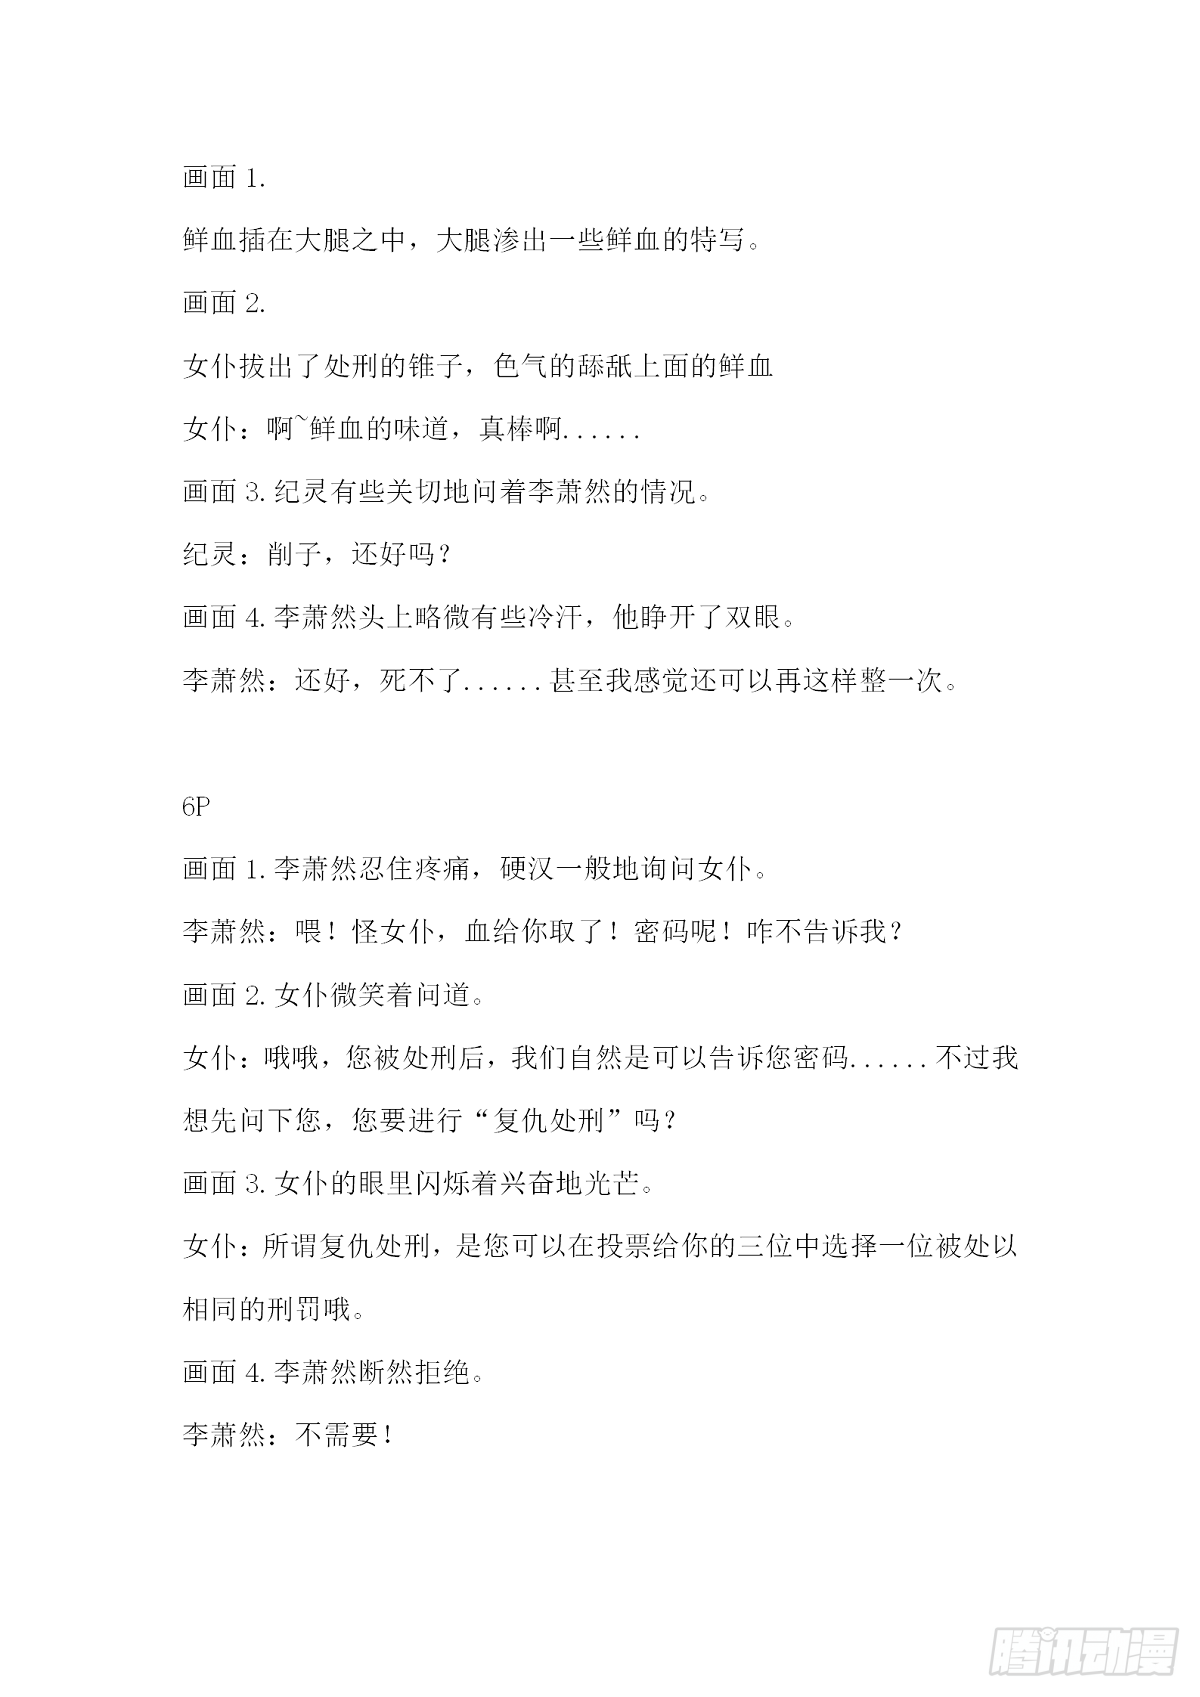 画面 1.
鲜血插在大腿之中，大腿渗出一些鲜血的特写。
画面 2.
女仆拔出了处刑的锥子，色气的舔舐上面的鲜血
女仆：啊~鲜血的味道，真棒啊......
画面 3. 纪灵有些关切地问着李萧然的情况。
纪灵：削子，还好吗？
画面 4. 李萧然头上略微有些冷汗，他睁开了双眼。
李萧然：还好，死不了......甚至我感觉还可以再这样整一次。
6P
画面 1. 李萧然忍住疼痛，硬汉一般地询问女仆。
李萧然：喂！怪女仆，血给你取了！密码呢！咋不告诉我？
画面 2. 女仆微笑着问道。
女仆：哦哦，您被处刑后，我们自然是可以告诉您密码......不过我
想先问下您，您要进行“复仇处刑”吗？
画面 3. 女仆的眼里闪烁着兴奋地光芒。
女仆：所谓复仇处刑，是您可以在投票给你的三位中选择一位被处以
相同的刑罚哦。
画面 4. 李萧然断然拒绝。
李萧然：不需要！
腾讯动漫